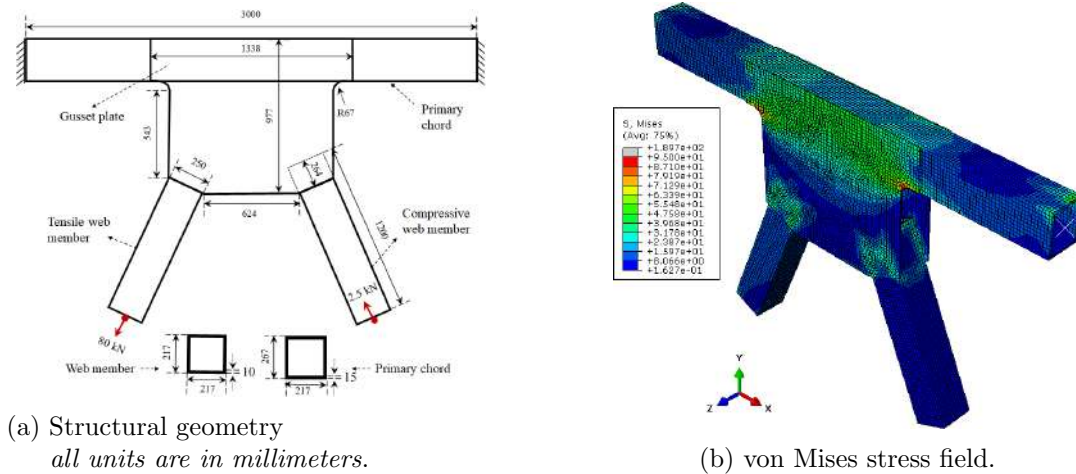 3000
1338
Gusset plate
977
R67
Primary
chord
543
250
264
624
Tensile web
member
Compressive
web member
1200
2.5 kN
80 kN
217
267
Web member
10
15
Primary chord
217
217
(a) Structural geometry
all units are in millimeters.
S, Mises
(Avg: 75%)
+1.897e+02
+9.500e+01
+8.710e+01
+7.919e+01
+7.129e+01
+6.339e+01
+5.548e+01
+4.758e+01
+3.968e+01
+3.178e+01
+2.387e+01
+1.597e+01
+8.066e+00
+1.627e-01
Y
Z
X
(b) von Mises stress field.